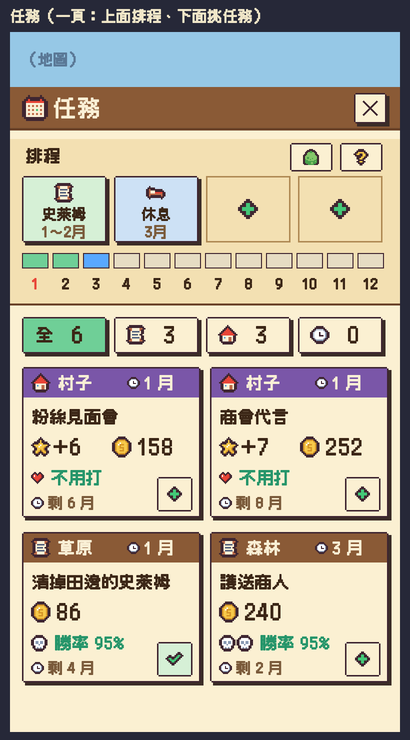 任務（一頁：上面排程、下面挑任務）
（地圖）
任務
排程
史萊姆
1～2月
休息
3月
1 2 3 4 5 6 7 8 9 10 11 12
全 6
3
3
0
村子 1月
粉絲見面會
+6 158
不用打
剩6月
村子 1月
商會代言
+7 252
不用打
剩8月
草原 1月
清掉田邊的史萊姆
86
勝率 95%
剩4月
森林 3月
護送商人
240
勝率 95%
剩2月